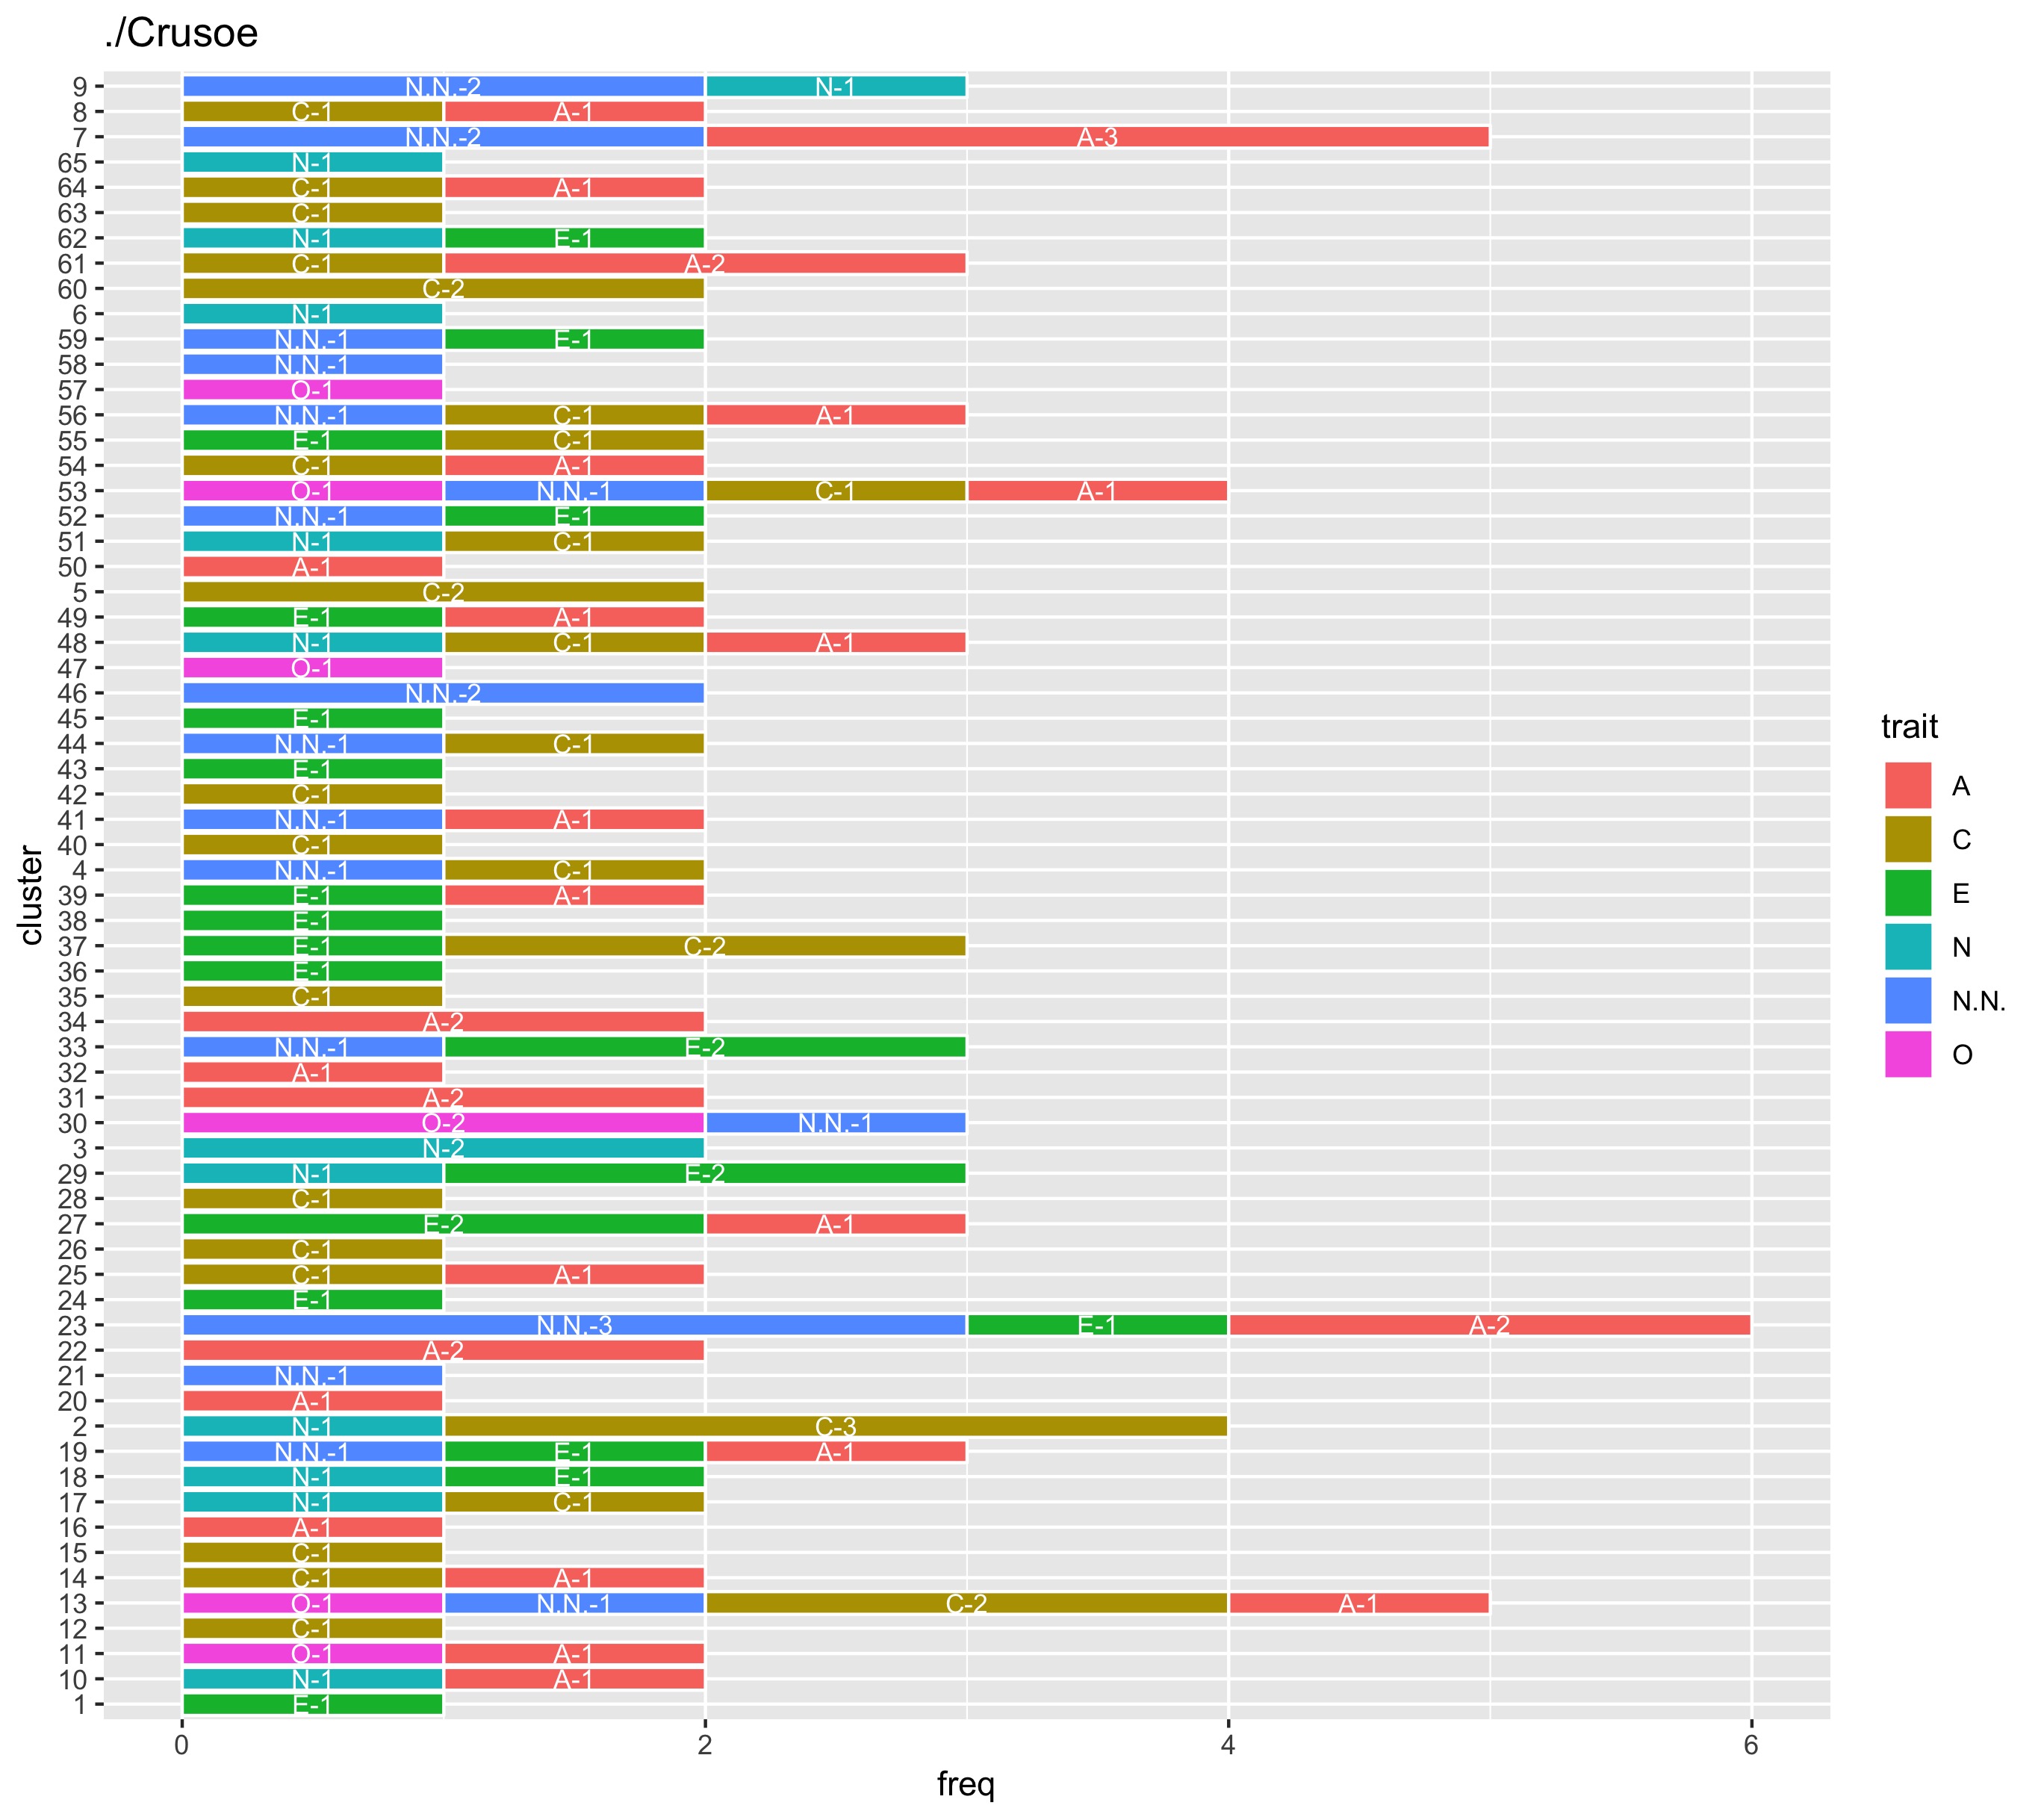 ./Crusoe
9 N.N.-2 N-1
8 C-1 A-1
7 N.N.-2 A-3
65 N-1
64 C-1 A-1
63 C-1
62 N-1 E-1
61 C-1 A-2
60 C-2
6 N-1
59 N.N.-1 E-1
58 N.N.-1
57 O-1
56 N.N.-1 C-1 A-1
55 E-1 C-1
54 C-1 A-1
53 O-1 N.N.-1 C-1 A-1
52 N.N.-1 E-1
51 N-1 C-1
50 A-1
5 C-2
49 E-1 A-1
48 N-1 C-1 A-1
47 O-1
46 N.N.-2
45 E-1
44 N.N.-1 C-1
43 E-1
42 C-1
41 N.N.-1 A-1
40 C-1
4 N.N.-1 C-1
39 E-1 A-1
38 E-1
37 E-1 C-2
36 E-1
35 C-1
34 A-2
33 N.N.-1 E-2
32 A-1
31 A-2
30 O-2 N.N.-1
3 N-2
29 N-1 E-2
28 C-1
27 E-2 A-1
26 C-1
25 C-1 A-1
24 E-1
23 N.N.-3 E-1 A-2
22 A-2
21 N.N.-1
20 A-1
2 N-1 C-3
19 N.N.-1 E-1 A-1
18 N-1 E-1
17 N-1 C-1
16 A-1
15 C-1
14 C-1 A-1
13 O-1 N.N.-1 C-2 A-1
12 C-1
11 O-1 A-1
10 N-1 A-1
1 E-1
0 2 4 6
freq
cluster
trait
A
C
E
N
N.N.
O